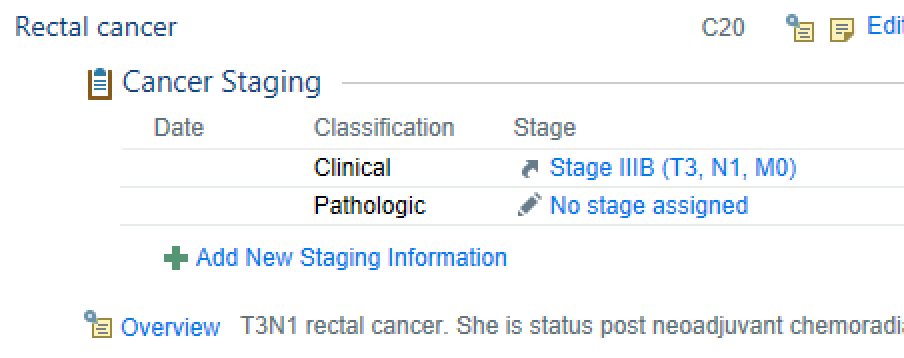 Rectal cancer C20 Edit
Cancer Staging
Date Classification Stage
Clinical Stage IIIB (T3, N1, M0)
Pathologic No stage assigned
Add New Staging Information
Overview T3N1 rectal cancer. She is status post neoadjuvant chemoradi